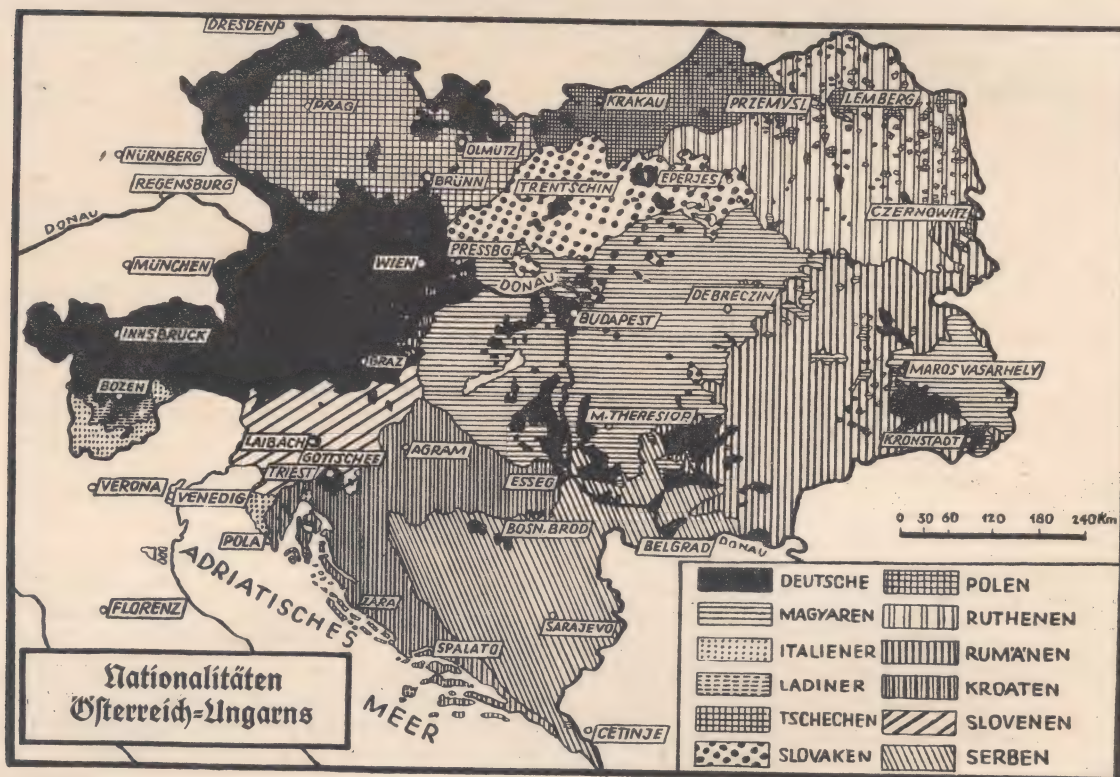 DRESDEN
PRAG
KRAKAU
PRZEMYSL
LEMBERG
NÜRNBERG
OLMUTZ
REGENSBURG
BRÜNN
TRENTSCHIN
EPERJES
DONAU
CZERNOWITZ
MÜNCHEN
WIEN
PRESSBG.
DONAU
DEBRECZIN
INNSBRUCK
BUDAPEST
GRAZ
BOZEN
MAROS VASARHELY
M. THERESIOP.
LAIBACH
GOTTSCHEE
AGRAM
KRONSTADT
TRIEST
VERONA
VENEDIG
ESSEG
BOSN. BROD
POLA
BELGRAD
DONAU
0 30 60 120 180 240 Km
ADRIATISCHES
MEER
FLORENZ
ZARA
SARAJEVO
SPALATO
CETINJE
Nationalitäten
Österreich-Ungarns
DEUTSCHE
MAGYAREN
ITALIENER
LADINER
TSCHECHEN
SLOVAKEN
POLEN
RUTHENEN
RUMÄNEN
KROATEN
SLOVENEN
SERBEN